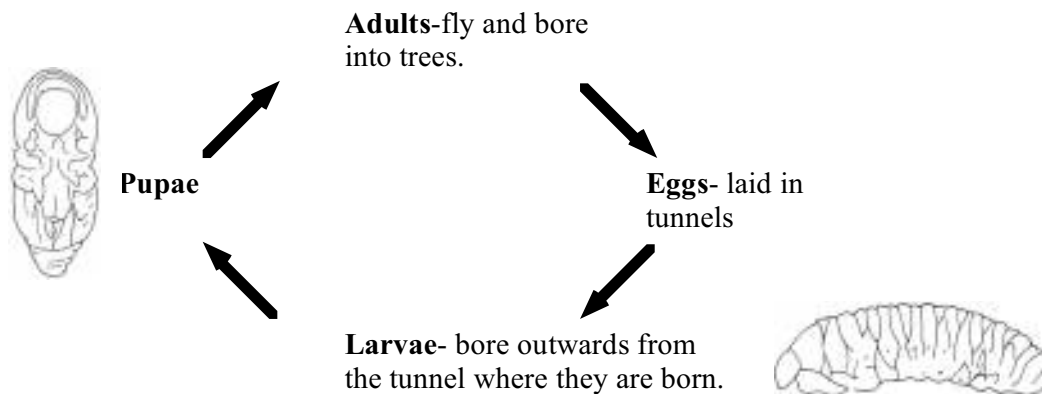 Adults-fly and bore
into trees.
Pupae
Eggs- laid in
tunnels
Larvae- bore outwards from
the tunnel where they are born.